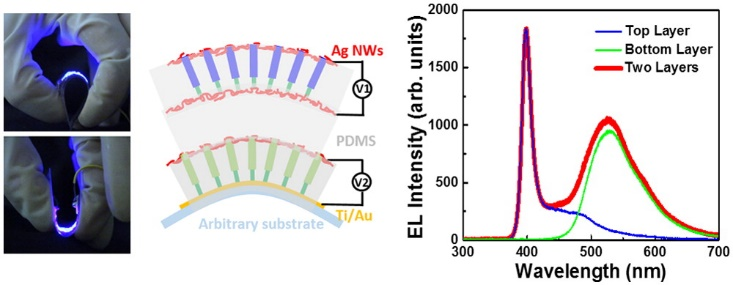 Ag NWs
V1
PDMS
V2
Ti/Au
Arbitrary substrate
EL Intensity (arb. units)
2000
1500
1000
500
0
Top Layer
Bottom Layer
Two Layers
300
400
500
600
700
Wavelength (nm)